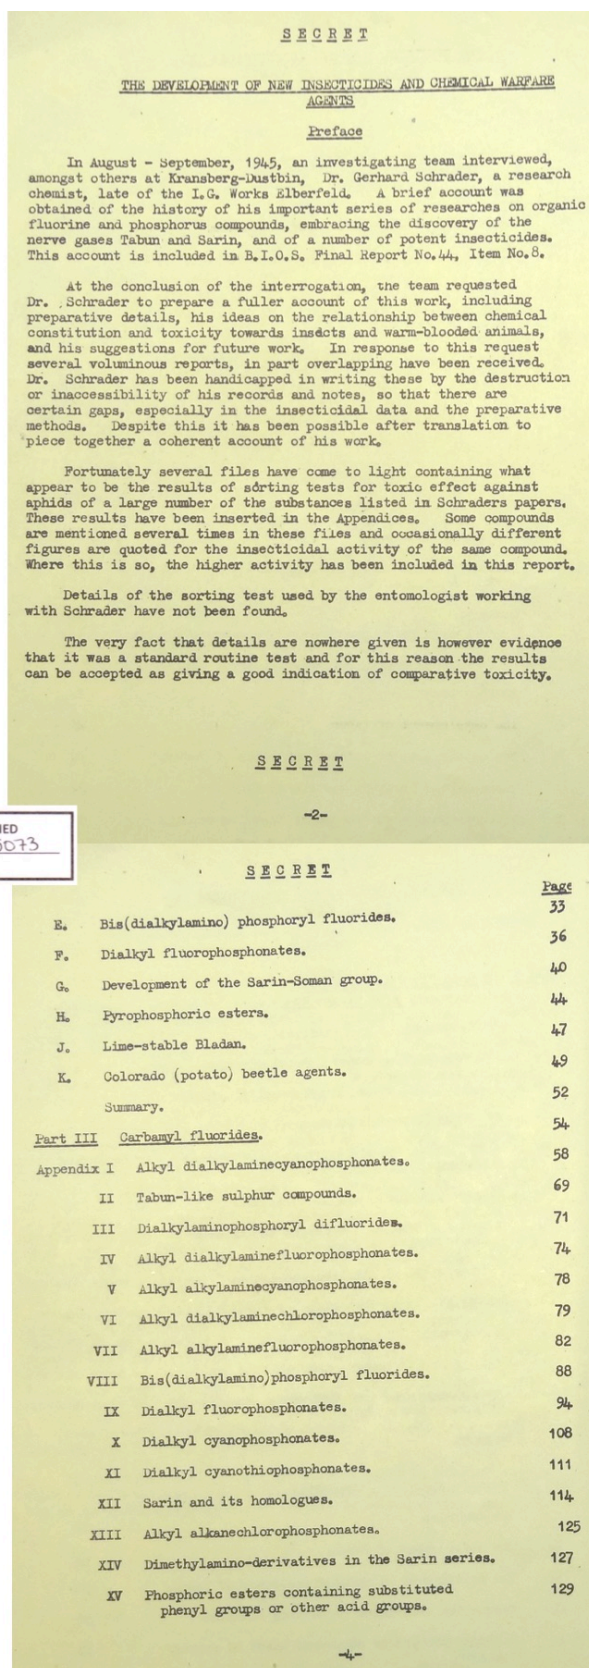 SECRET
THE DEVELOPMENT OF NEW INSECTICIDES AND CHEMICAL WARFARE
AGENTS
Preface
In August - September, 1945, an investigating team interviewed,
amongst others at Kransberg-Dustbin, Dr. Gerhard Schrader, a research
chemist, late of the I.G. Works Elberfeld. A brief account was
obtained of the history of his important series of researches on organic
fluorine and phosphorus compounds, embracing the discovery of the
nerve gases Tabun and Sarin, and of a number of potent insecticides.
This account is included in B.I.O.S. Final Report No.44, Item No.8.
At the conclusion of the interrogation, the team requested
Dr. Schrader to prepare a fuller account of this work, including
preparative details, his ideas on the relationship between chemical
constitution and toxicity towards insects and warm-blooded animals,
and his suggestions for future work. In response to this request
several voluminous reports, in part overlapping have been received.
Dr. Schrader has been handicapped in writing these by the destruction
or inaccessibility of his records and notes, so that there are
certain gaps, especially in the insecticidal data and the preparative
methods. Despite this it has been possible after translation to
piece together a coherent account of his work.
Fortunately several files have come to light containing what
appear to be the results of sorting tests for toxic effect against
aphids of a large number of the substances listed in Schraders papers.
These results have been inserted in the Appendices. Some compounds
are mentioned several times in these files and occasionally different
figures are quoted for the insecticidal activity of the same compound.
Where this is so, the higher activity has been included in this report.
Details of the sorting test used by the entomologist working
with Schrader have not been found.
The very fact that details are nowhere given is however evidence
that it was a standard routine test and for this reason the results
can be accepted as giving a good indication of comparative toxicity.
SECRET
-2-
SECRET
Page
E. Bis(dialkylamino) phosphoryl fluorides. 33
F. Dialkyl fluorophosphonates. 36
G. Development of the Sarin-Soman group. 40
H. Pyrophosphoric esters. 44
J. Lime-stable Bladan. 47
K. Colorado (potato) beetle agents. 49
Summary. 52
Part III Carbamyl fluorides. 54
Appendix I Alkyl dialkylaminecyanophosphonates. 58
II Tabun-like sulphur compounds. 69
III Dialkylaminophosphoryl difluorides. 71
IV Alkyl dialkylaminefluorophosphonates. 74
V Alkyl alkylaminecyanophosphonates. 78
VI Alkyl dialkylaminechlorophosphonates. 79
VII Alkyl alkylaminefluorophosphonates. 82
VIII Bis(dialkylamino)phosphoryl fluorides. 88
IX Dialkyl fluorophosphonates. 94
X Dialkyl cyanophosphonates. 108
XI Dialkyl cyanothiophosphonates. 111
XII Sarin and its homologues. 114
XIII Alkyl alkanechlorophosphonates. 125
XIV Dimethylamino-derivatives in the Sarin series. 127
XV Phosphoric esters containing substituted 129
phenyl groups or other acid groups.
-4-